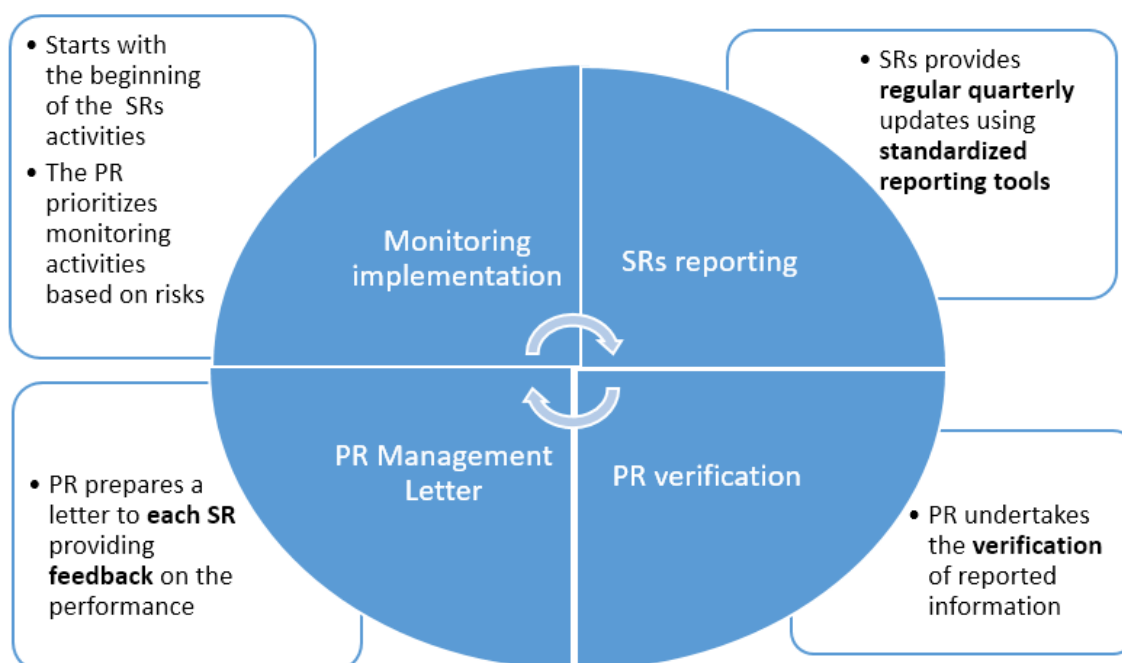 • Starts with
the beginning
of the SRs
activities
• The PR
prioritizes
monitoring
activities
based on risks
• SRs provides
regular quarterly
updates using
standardized
reporting tools
Monitoring
implementation
SRs reporting
PR Management
Letter
PR verification
• PR prepares a
letter to each SR
providing
feedback on the
performance
• PR undertakes
the verification
of reported
information